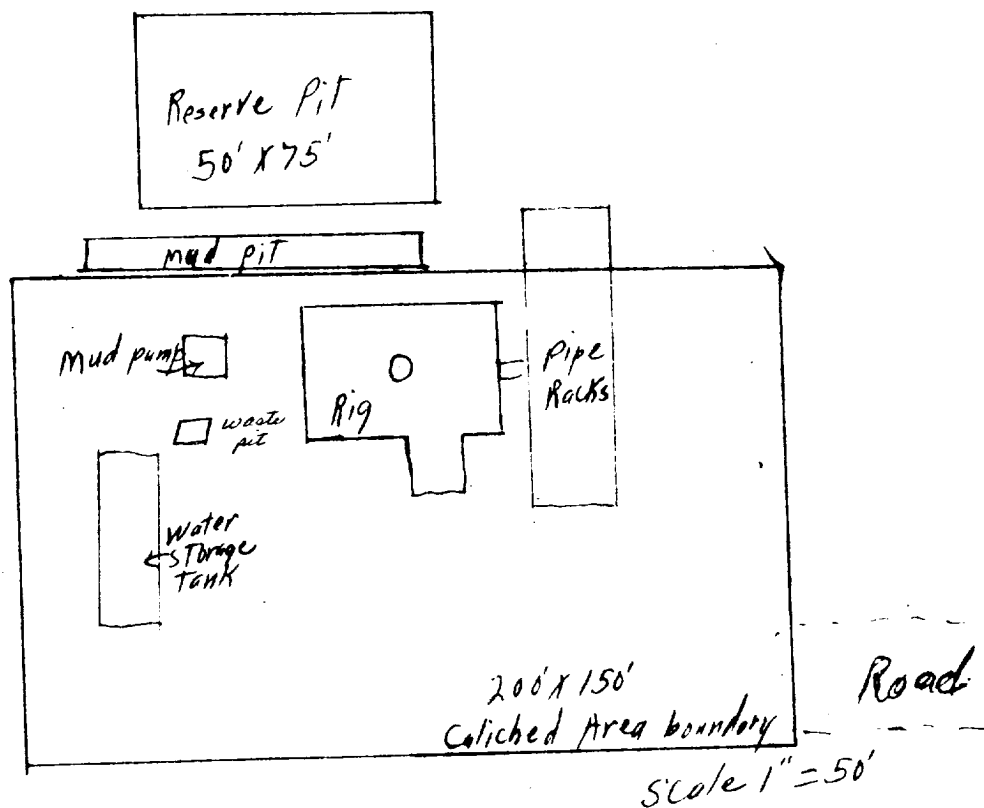 Reserve Pit
50' X 75'
Mud pit
Mud pump
Pipe
Racks
Rig
waste
pit
Water
storage
Tank
200' X 150'
Caliched Area boundory
Road
Scale 1" = 50'